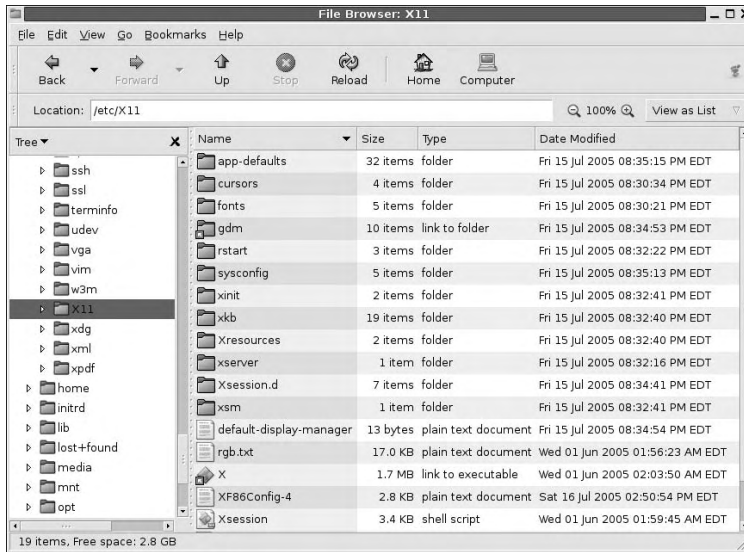 File Browser: X11
File Edit View Go Bookmarks Help
Back Forward Up Stop Reload Home Computer
Location: /etc/X11 100% View as List
Tree
ssh
ssl
terminfo
udev
vga
vim
w3m
X11
xdg
xml
xpdf
home
initrd
lib
lost+found
media
mnt
opt
Name Size Type Date Modified
app-defaults 32 items folder Fri 15 Jul 2005 08:35:15 PM EDT
cursors 4 items folder Fri 15 Jul 2005 08:30:34 PM EDT
fonts 5 items folder Fri 15 Jul 2005 08:30:21 PM EDT
gdm 10 items link to folder Fri 15 Jul 2005 08:34:53 PM EDT
rstart 3 items folder Fri 15 Jul 2005 08:32:22 PM EDT
sysconfig 5 items folder Fri 15 Jul 2005 08:35:13 PM EDT
xinit 2 items folder Fri 15 Jul 2005 08:32:41 PM EDT
xkb 19 items folder Fri 15 Jul 2005 08:32:40 PM EDT
Xresources 2 items folder Fri 15 Jul 2005 08:32:40 PM EDT
xserver 1 item folder Fri 15 Jul 2005 08:32:16 PM EDT
Xsession.d 7 items folder Fri 15 Jul 2005 08:34:41 PM EDT
xsm 1 item folder Fri 15 Jul 2005 08:32:41 PM EDT
default-display-manager 13 bytes plain text document Fri 15 Jul 2005 08:34:54 PM EDT
rgb.txt 17.0 KB plain text document Wed 01 Jun 2005 01:56:23 AM EDT
X 1.7 MB link to executable Wed 01 Jun 2005 02:03:50 AM EDT
XF86Config-4 2.8 KB plain text document Sat 16 Jul 2005 02:50:54 PM EDT
Xsession 3.4 KB shell script Wed 01 Jun 2005 01:59:45 AM EDT
19 items, Free space: 2.8 GB